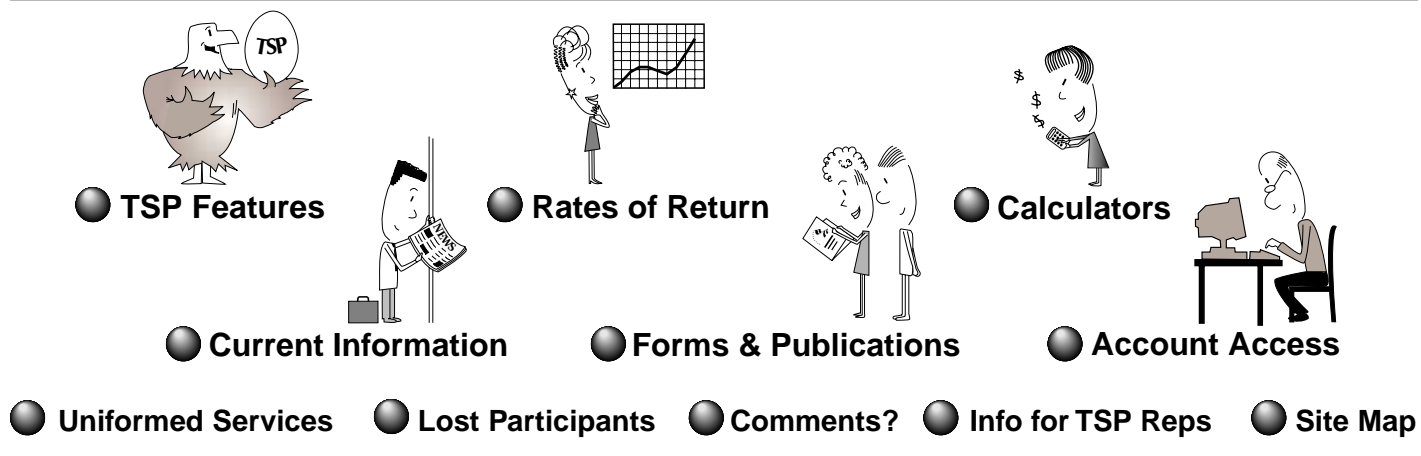 TSP
$
$
$
NEWS
TSP Features
Rates of Return
Calculators
Current Information
Forms & Publications
Account Access
Uniformed Services
Lost Participants
Comments?
Info for TSP Reps
Site Map